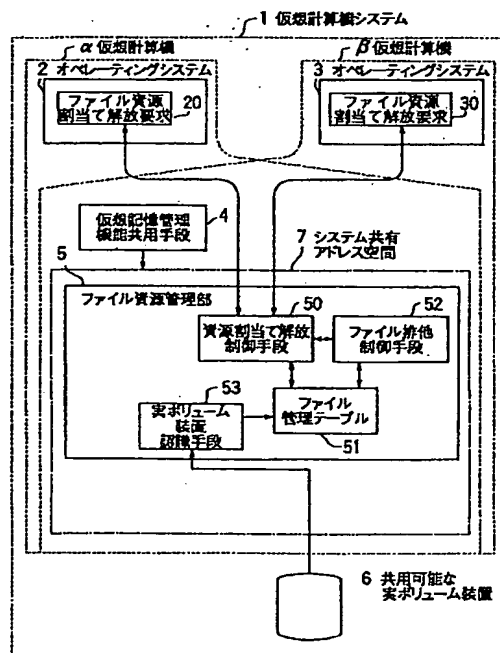 1 仮想計算機システム
α 仮想計算機
β 仮想計算機
2 オペレーティングシステム
3 オペレーティングシステム
ファイル資源
割当て解放要求
20
ファイル資源
割当て解放要求
30
仮想記憶管理
機能共用手段
4
7 システム共有
アドレス空間
5
ファイル資源管理部
50
資源割当て解放
制御手段
52
ファイル排他
制御手段
53
実ボリューム
装置
認識手段
ファイル
管理テーブル
51
6 共用可能な
実ボリューム装置